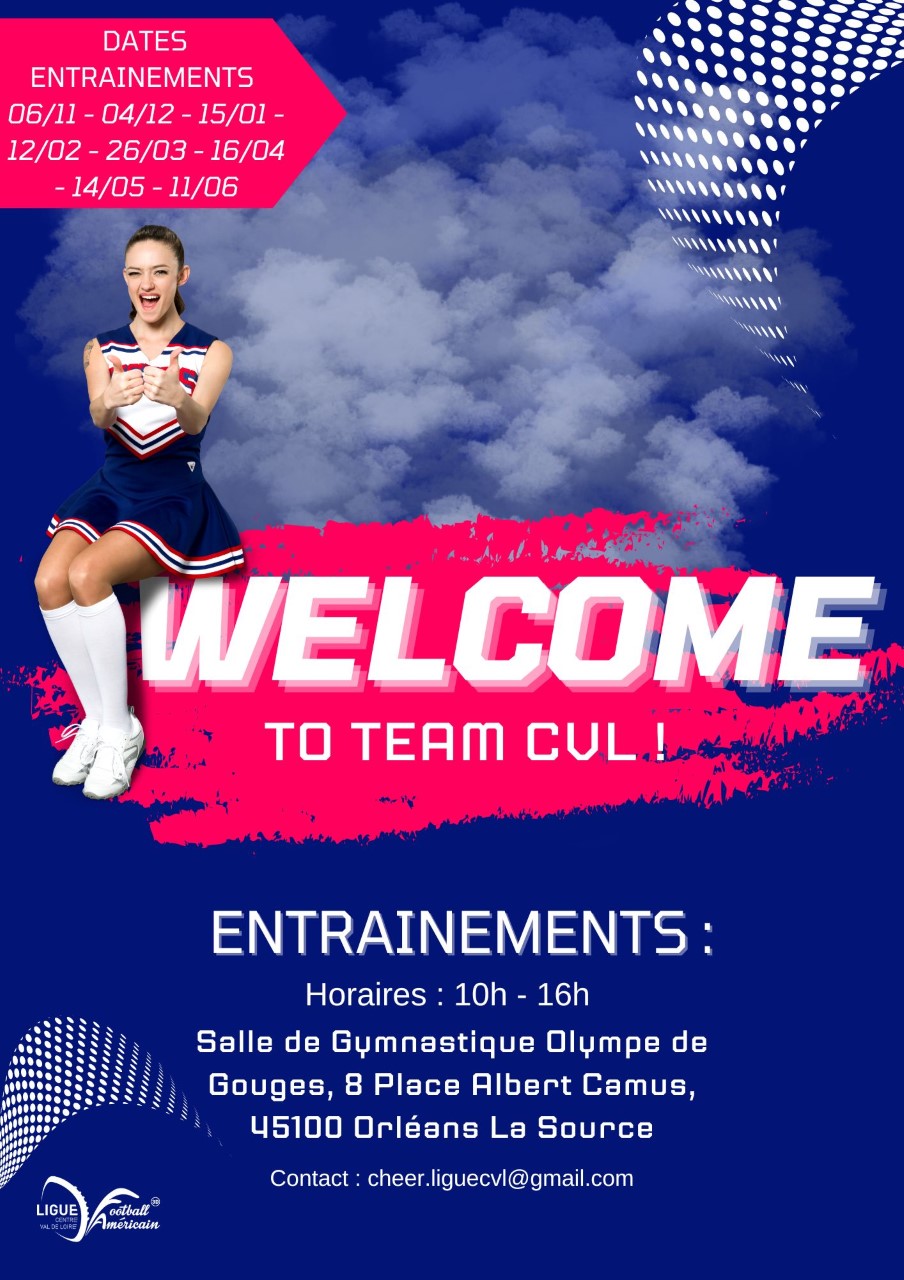 DATES
ENTRAINEMENTS
06/11 - 04/12 - 15/01 -
12/02 - 26/03 - 16/04
- 14/05 - 11/06
WELCOME
TO TEAM CVL !
ENTRAINEMENTS :
Horaires : 10h - 16h
Salle de Gymnastique Olympe de
Gouges, 8 Place Albert Camus,
45100 Orléans La Source
Contact : cheer.liguecvl@gmail.com
LIGUE
CENTRE
VAL DE LOIRE
Football
Américain